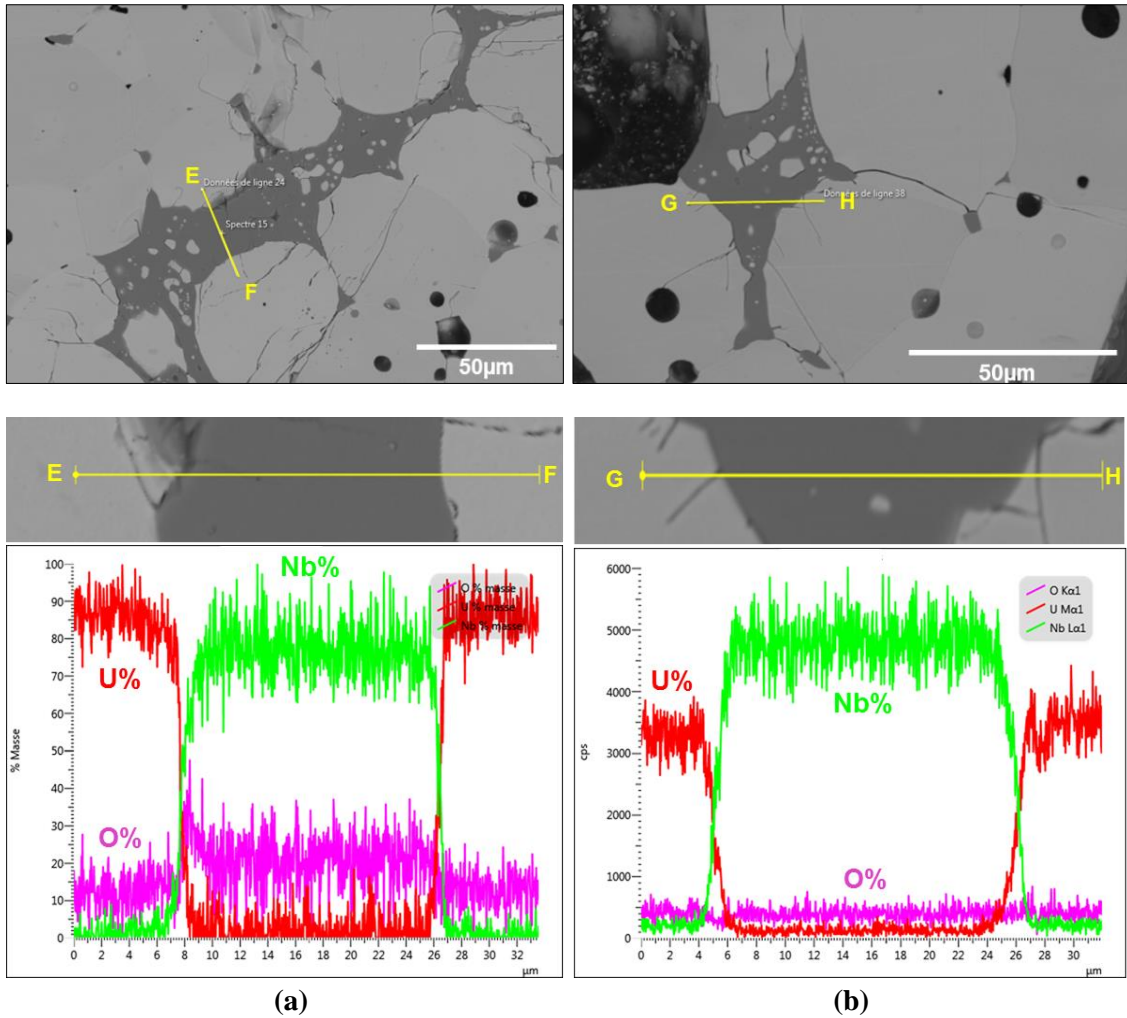 E
Données de ligne 24
Spectre 15
F
50µm
G
Données de ligne 38
H
50µm
E
F
G
H
Nb%
O % masse
U % masse
Nb % masse
U%
O%
% Masse
100
90
80
70
60
50
40
30
20
10
0
0 2 4 6 8 10 12 14 16 18 20 22 24 26 28 30 32
µm
O Kα1
U Mα1
Nb Lα1
U%
Nb%
O%
cps
6000
5000
4000
3000
2000
1000
0
0 2 4 6 8 10 12 14 16 18 20 22 24 26 28 30
µm
(a)
(b)